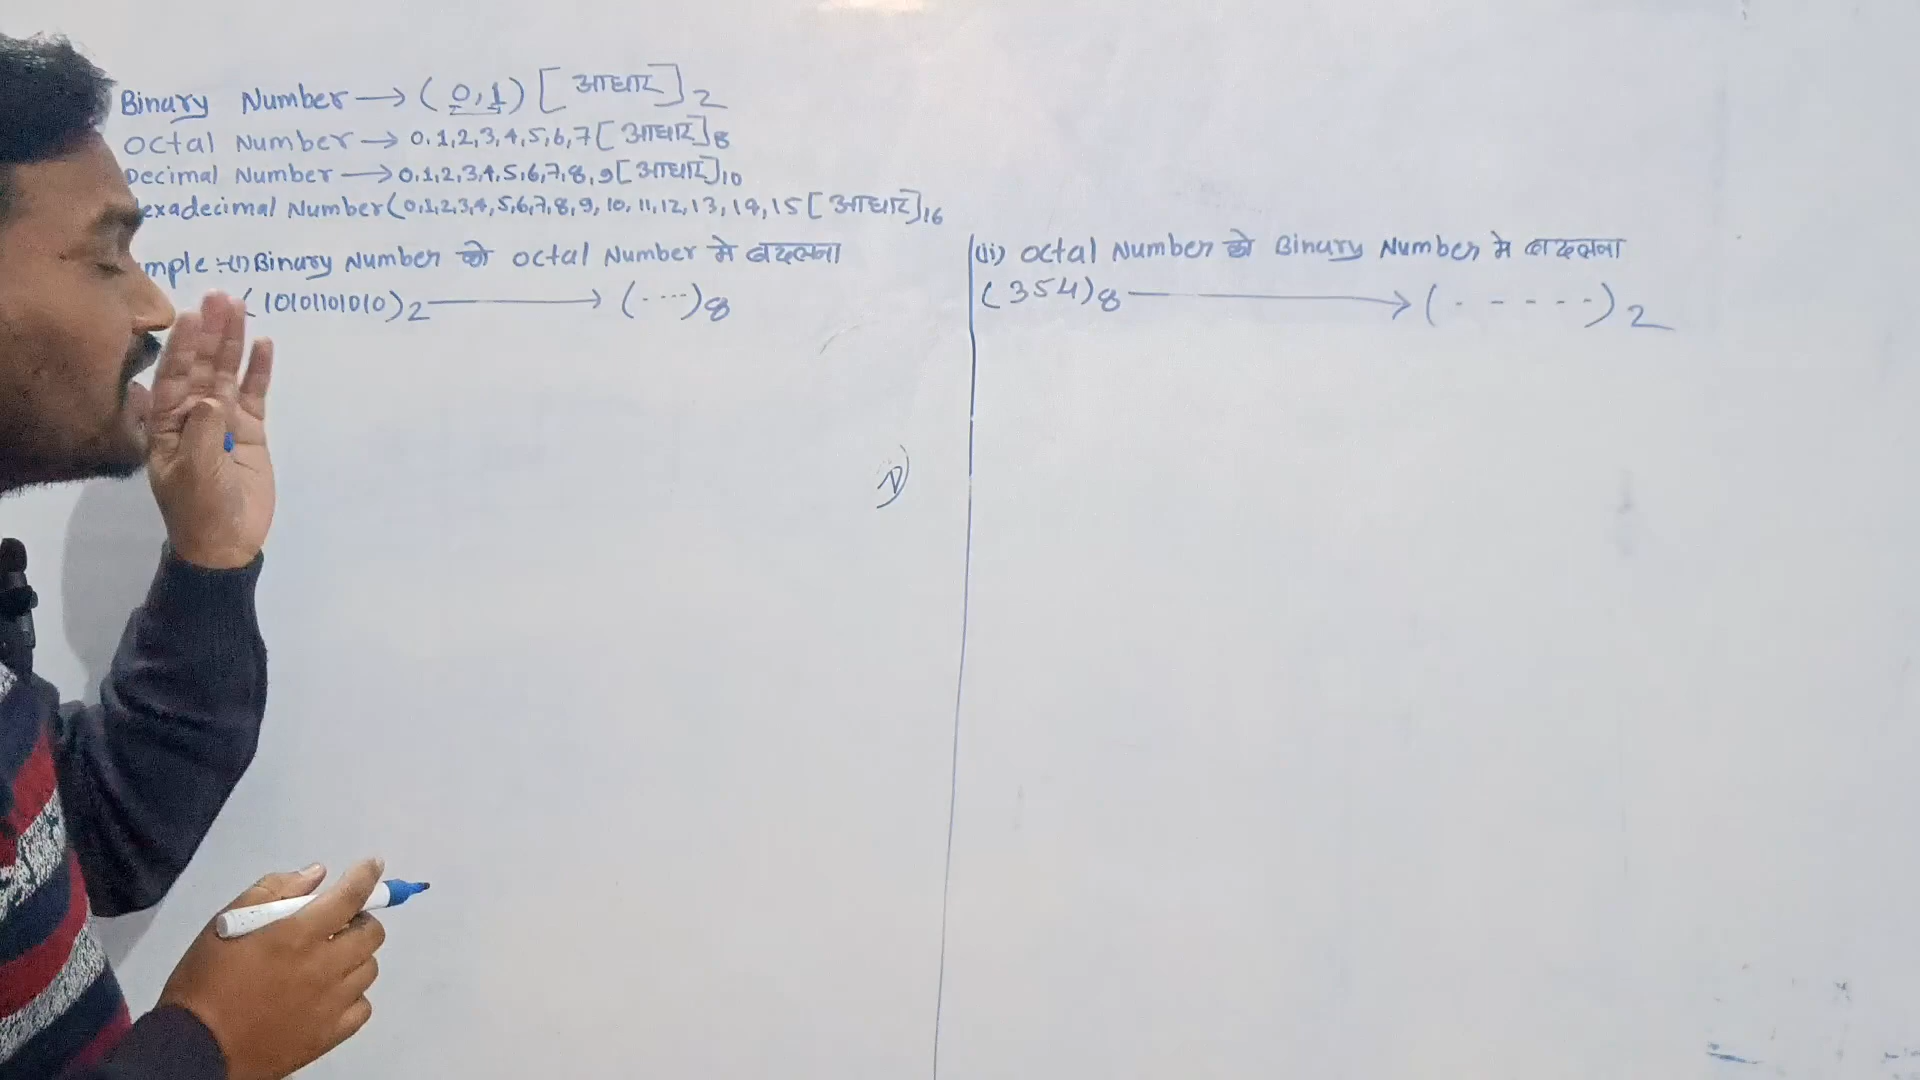 Binary Number → (0,1) [आधार]2
Octal Number → 0,1,2,3,4,5,6,7 [आधार]8
Decimal Number → 0,1,2,3,4,5,6,7,8,9 [आधार]10
exadecimal Number (0,1,2,3,4,5,6,7,8,9,10,11,12,13,14,15 [आधार]16
mple :- (i) Binary Number को Octal Number मे बदलना
(10101101010)2 → (....)8
(ii) Octal Number को Binary Number मे बदलना
(354)8 → (. - - - - -)2